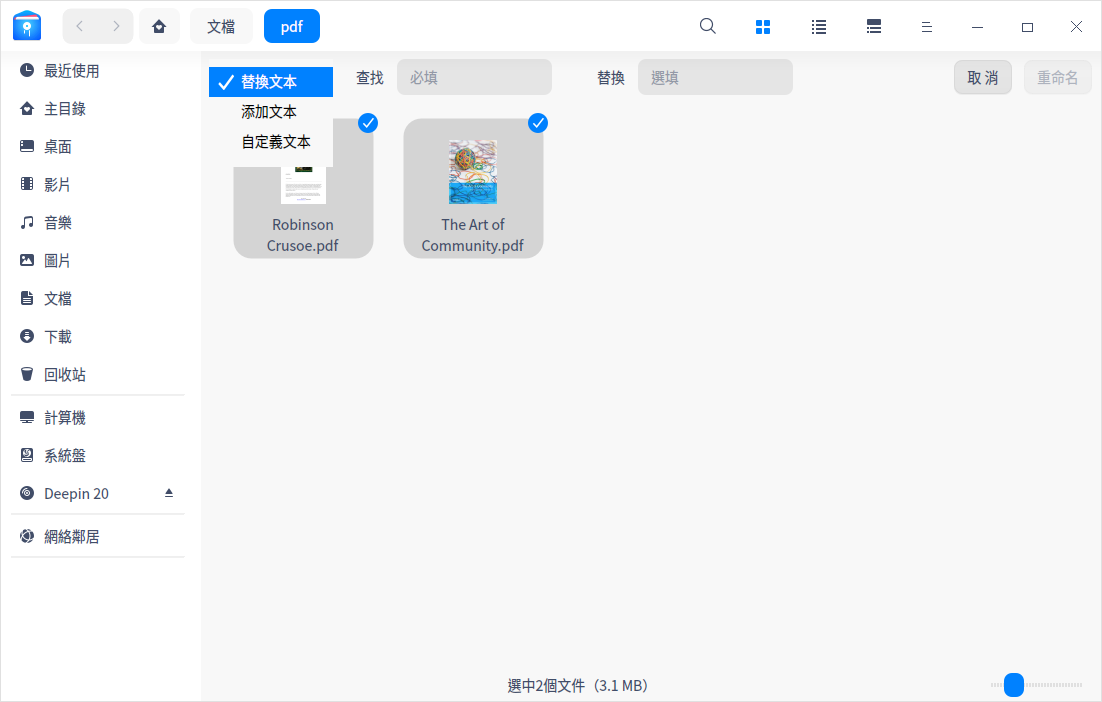 文檔
pdf
最近使用
主目錄
桌面
影片
音樂
圖片
文檔
下載
回收站
計算機
系統盤
Deepin 20
網絡鄰居
替換文本
添加文本
自定義文本
查找
必填
替換
選填
取消
重命名
Robinson
Crusoe.pdf
The Art of
Community.pdf
選中2個文件（3.1 MB）